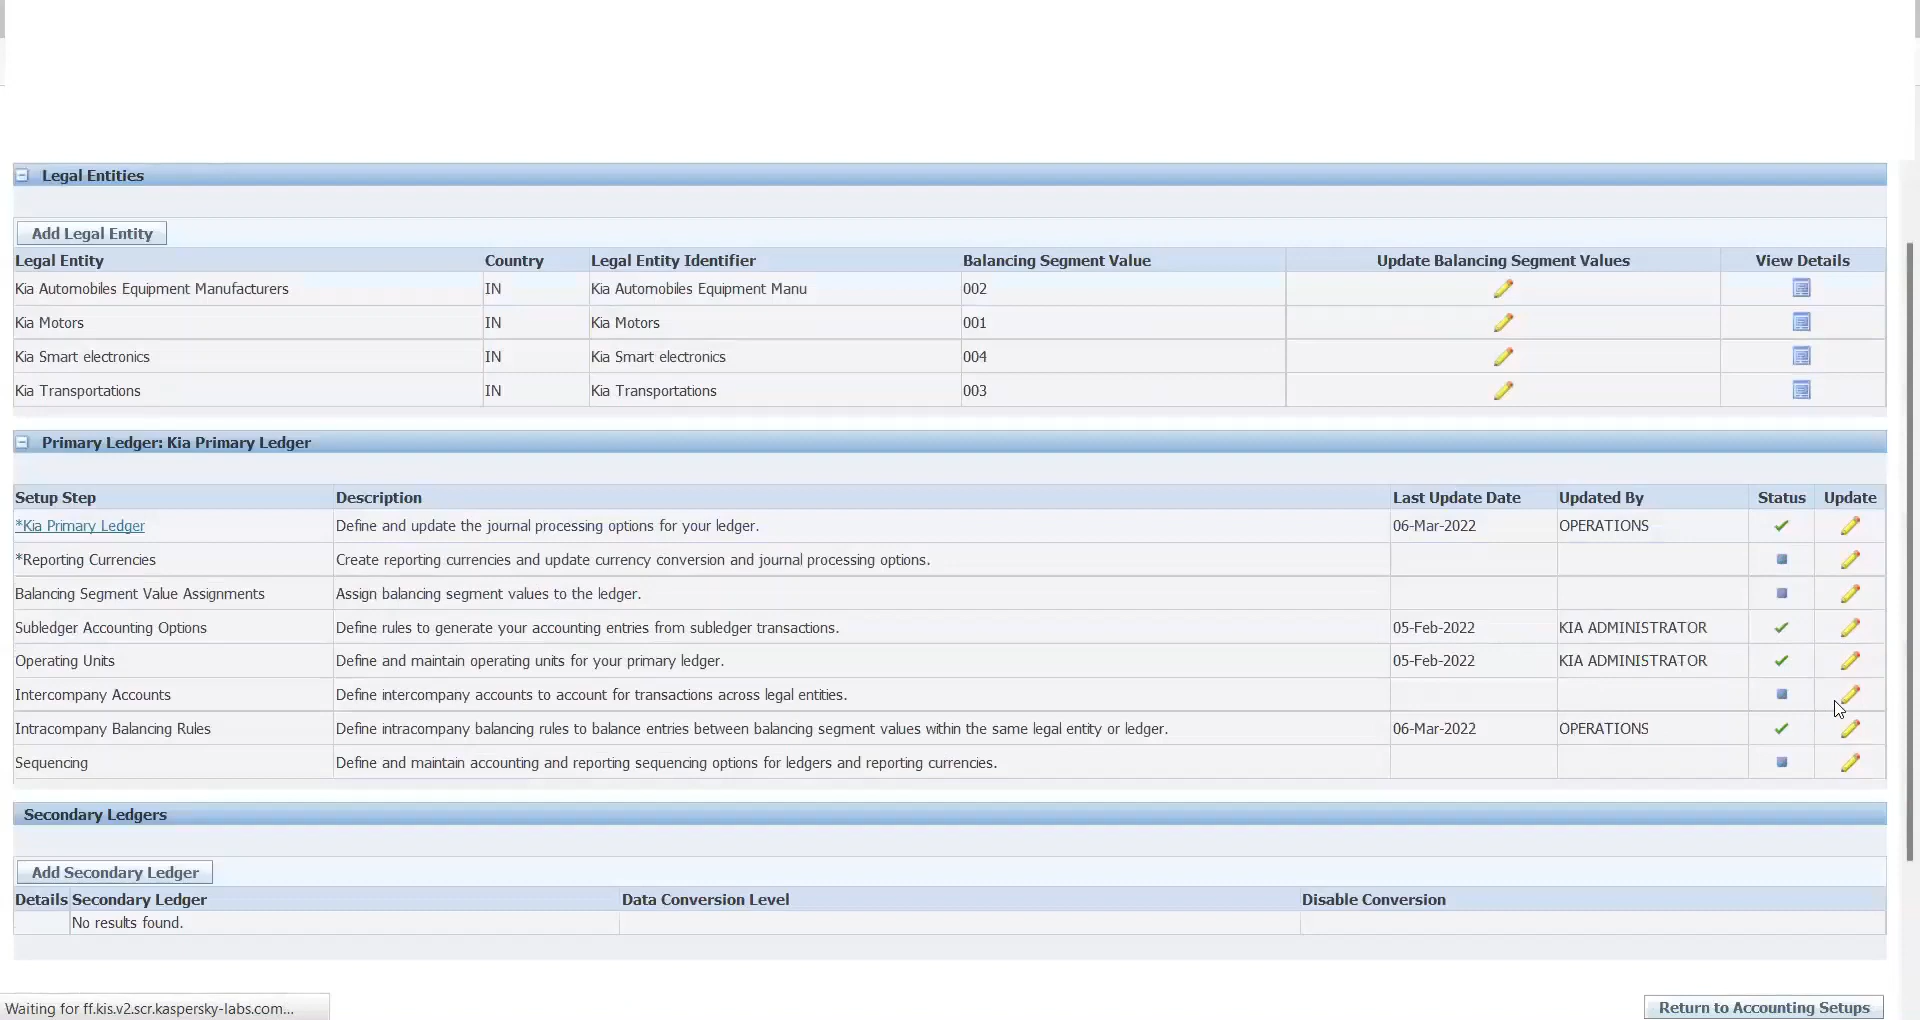 Legal Entities
Add Legal Entity
Legal Entity Country Legal Entity Identifier Balancing Segment Value Update Balancing Segment Values View Details
Kia Automobiles Equipment Manufacturers IN Kia Automobiles Equipment Manu 002
Kia Motors IN Kia Motors 001
Kia Smart electronics IN Kia Smart electronics 004
Kia Transportations IN Kia Transportations 003
Primary Ledger: Kia Primary Ledger
Setup Step Description Last Update Date Updated By Status Update
*Kia Primary Ledger Define and update the journal processing options for your ledger. 06-Mar-2022 OPERATIONS
*Reporting Currencies Create reporting currencies and update currency conversion and journal processing options.
Balancing Segment Value Assignments Assign balancing segment values to the ledger.
Subledger Accounting Options Define rules to generate your accounting entries from subledger transactions. 05-Feb-2022 KIA ADMINISTRATOR
Operating Units Define and maintain operating units for your primary ledger. 05-Feb-2022 KIA ADMINISTRATOR
Intercompany Accounts Define intercompany accounts to account for transactions across legal entities.
Intracompany Balancing Rules Define intracompany balancing rules to balance entries between balancing segment values within the same legal entity or ledger. 06-Mar-2022 OPERATIONS
Sequencing Define and maintain accounting and reporting sequencing options for ledgers and reporting currencies.
Secondary Ledgers
Add Secondary Ledger
Details Secondary Ledger Data Conversion Level Disable Conversion
No results found.
Waiting for ff.kis.v2.scr.kaspersky-labs.com...
Return to Accounting Setups